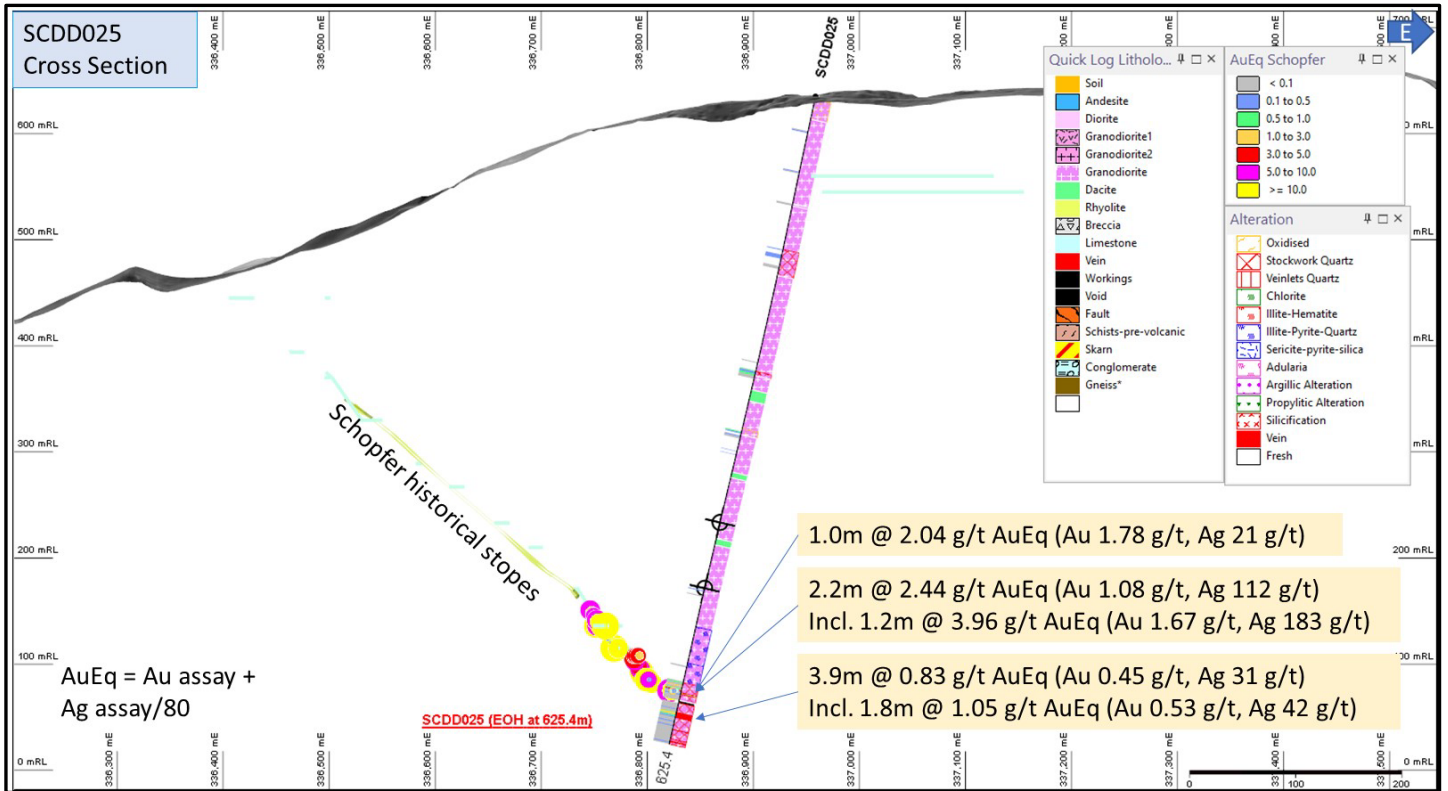 SCDD025
Cross Section
336,400 mE
336,500 mE
336,600 mE
336,700 mE
336,800 mE
336,900 mE
337,000 mE
337,100 mE
SCDD025
E
600 mRL
500 mRL
400 mRL
300 mRL
200 mRL
100 mRL
0 mRL
Quick Log Litholo...
Soil
Andesite
Diorite
Granodiorite1
Granodiorite2
Granodiorite
Dacite
Rhyolite
Breccia
Limestone
Vein
Workings
Void
Fault
Schists-pre-volcanic
Skarn
Conglomerate
Gneiss*
AuEq Schopfer
< 0.1
0.1 to 0.5
0.5 to 1.0
1.0 to 3.0
3.0 to 5.0
5.0 to 10.0
>= 10.0
Alteration
Oxidised
Stockwork Quartz
Veinlets Quartz
Chlorite
Illite-Hematite
Illite-Pyrite-Quartz
Sericite-pyrite-silica
Adularia
Argillic Alteration
Propylitic Alteration
Silicification
Vein
Fresh
Schopfer historical stopes
1.0m @ 2.04 g/t AuEq (Au 1.78 g/t, Ag 21 g/t)
2.2m @ 2.44 g/t AuEq (Au 1.08 g/t, Ag 112 g/t)
Incl. 1.2m @ 3.96 g/t AuEq (Au 1.67 g/t, Ag 183 g/t)
3.9m @ 0.83 g/t AuEq (Au 0.45 g/t, Ag 31 g/t)
Incl. 1.8m @ 1.05 g/t AuEq (Au 0.53 g/t, Ag 42 g/t)
AuEq = Au assay +
Ag assay/80
SCDD025 (EOH at 625.4m)
625.4
200 mRL
0 mRL
336,300 mE
336,400 mE
336,500 mE
336,600 mE
336,700 mE
336,800 mE
336,900 mE
337,000 mE
337,100 mE
337,200 mE
337,300 mE
0
100
200